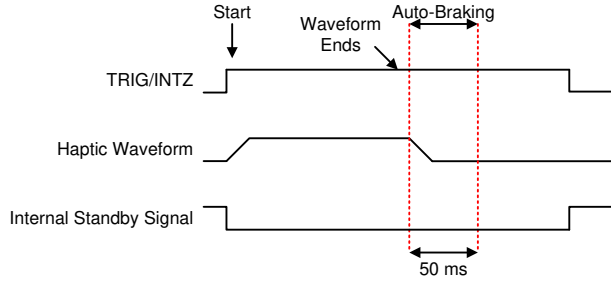 Start
Waveform
Ends
Auto-Braking
TRIG/INTZ
Haptic Waveform
Internal Standby Signal
50 ms